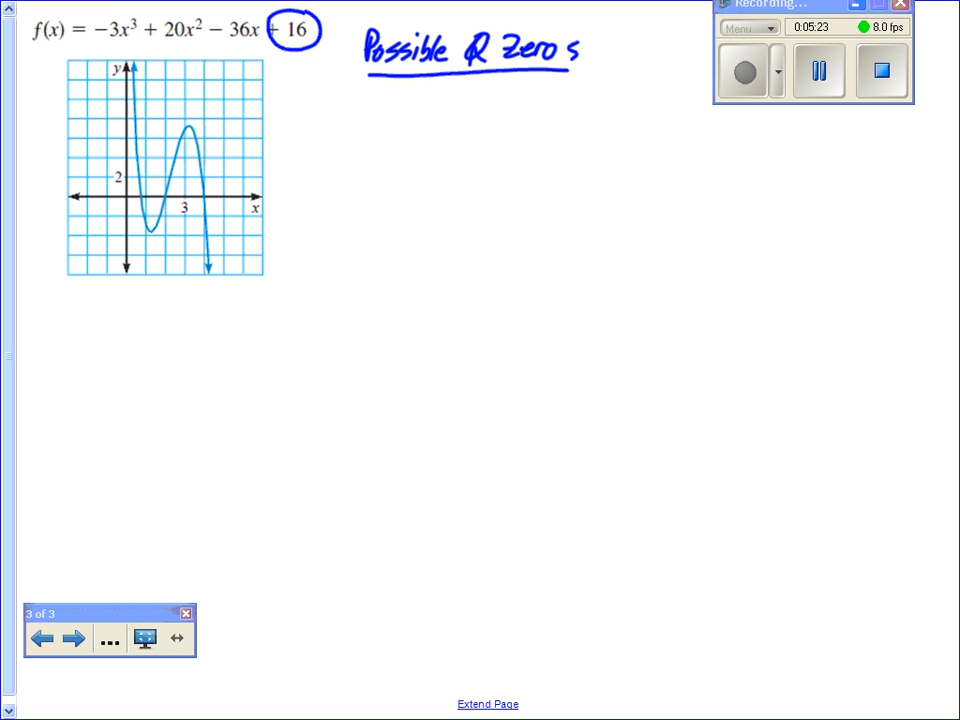 f(x) = −3x³ + 20x² − 36x + 16
Possible Q Zeros
Recording...
Menu
0:05:23
8.0 fps
y
2
3
x
3 of 3
...
Extend Page